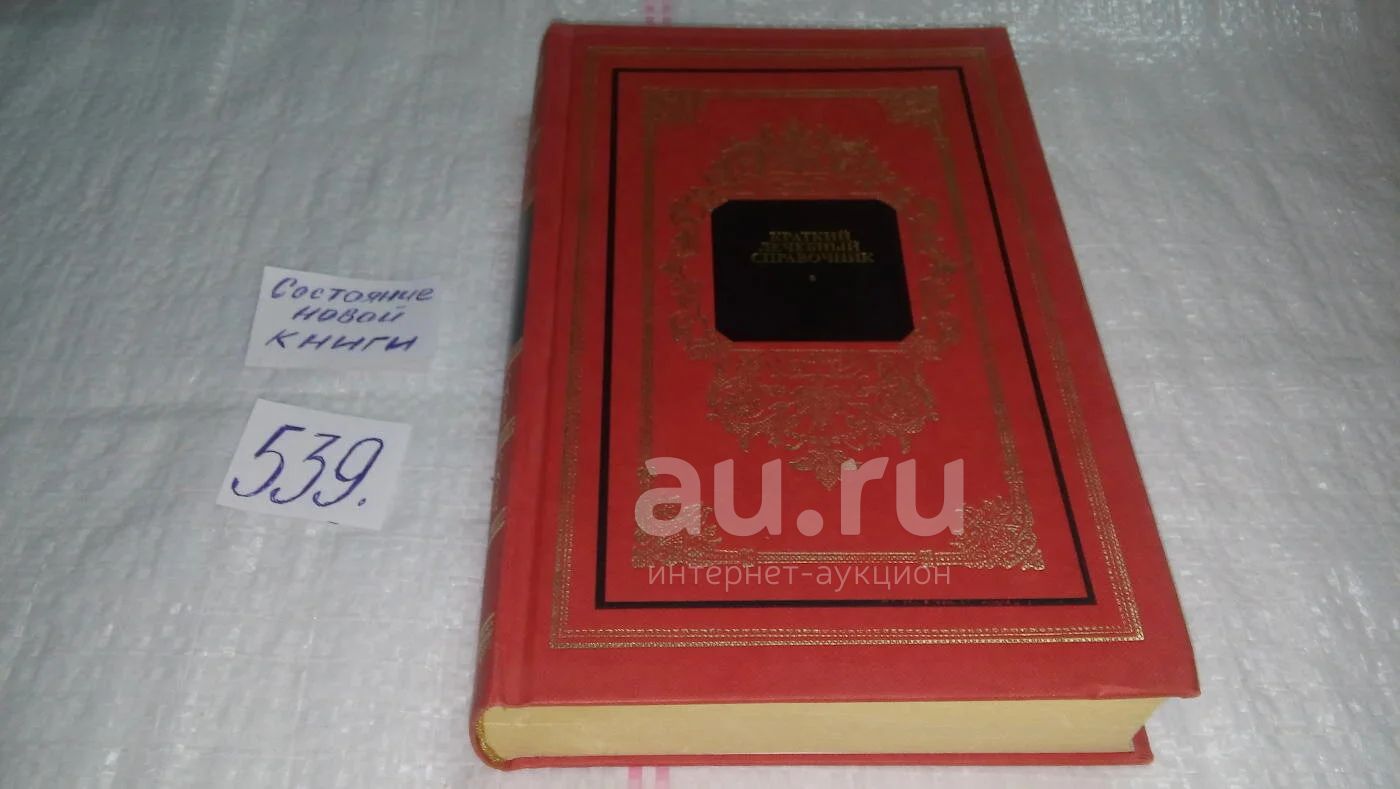 КРАТКИЙ
ЛЕЧЕБНЫЙ
СПРАВОЧНИК
Состояние
новой
книги
539.
au.ru
интернет-аукцион